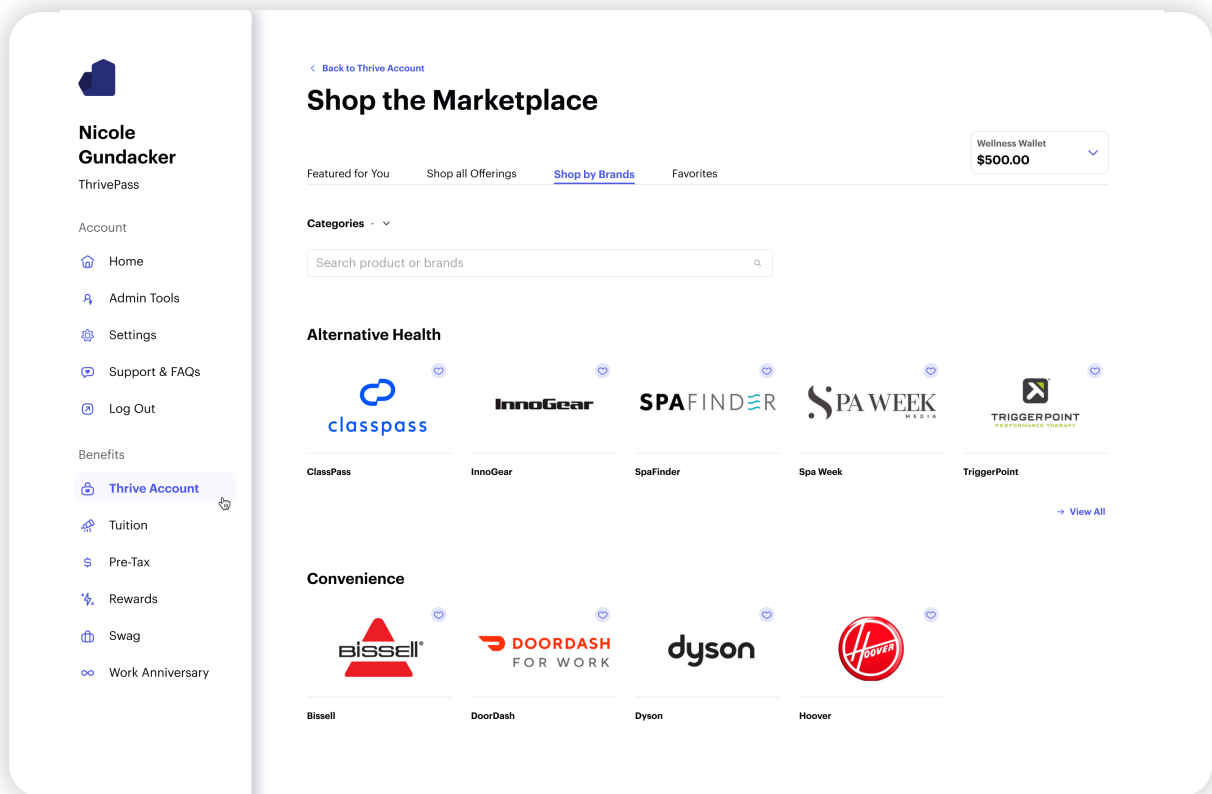 Nicole
Gundacker
ThrivePass
Account
Home
Admin Tools
Settings
Support & FAQs
Log Out
Benefits
Thrive Account
Tuition
Pre-Tax
Rewards
Swag
Work Anniversary
Back to Thrive Account
Shop the Marketplace
Wellness Wallet
$500.00
Featured for You Shop all Offerings Shop by Brands Favorites
Categories -
Search product or brands
Alternative Health
classpass
InnoGear
SPAFINDER
SPA WEEK
MEDIA
TRIGGERPOINT
PERFORMANCE THERAPY
ClassPass InnoGear SpaFinder Spa Week TriggerPoint
→ View All
Convenience
BISSELL®
DOORDASH
FOR WORK
dyson
HOOVER
Bissell DoorDash Dyson Hoover